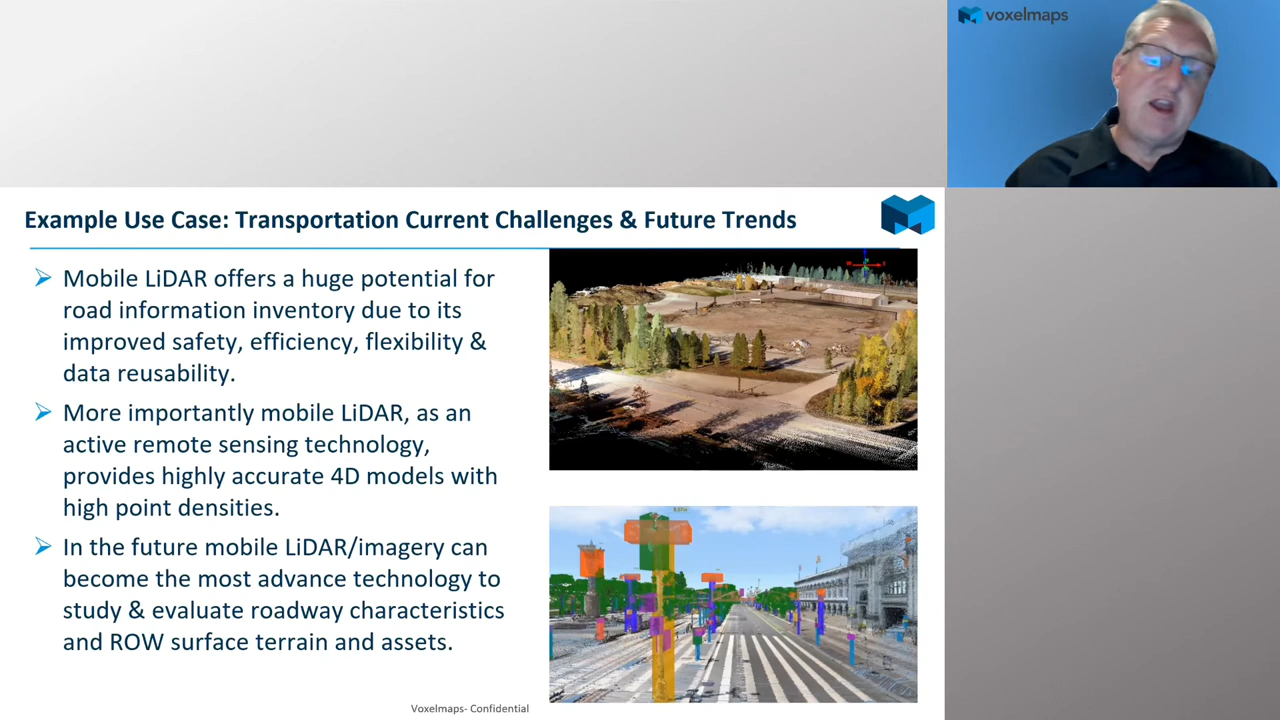 voxelmaps
Example Use Case: Transportation Current Challenges & Future Trends
Mobile LiDAR offers a huge potential for
road information inventory due to its
improved safety, efficiency, flexibility &
data reusability.
More importantly mobile LiDAR, as an
active remote sensing technology,
provides highly accurate 4D models with
high point densities.
In the future mobile LiDAR/imagery can
become the most advance technology to
study & evaluate roadway characteristics
and ROW surface terrain and assets.
Voxelmaps- Confidential